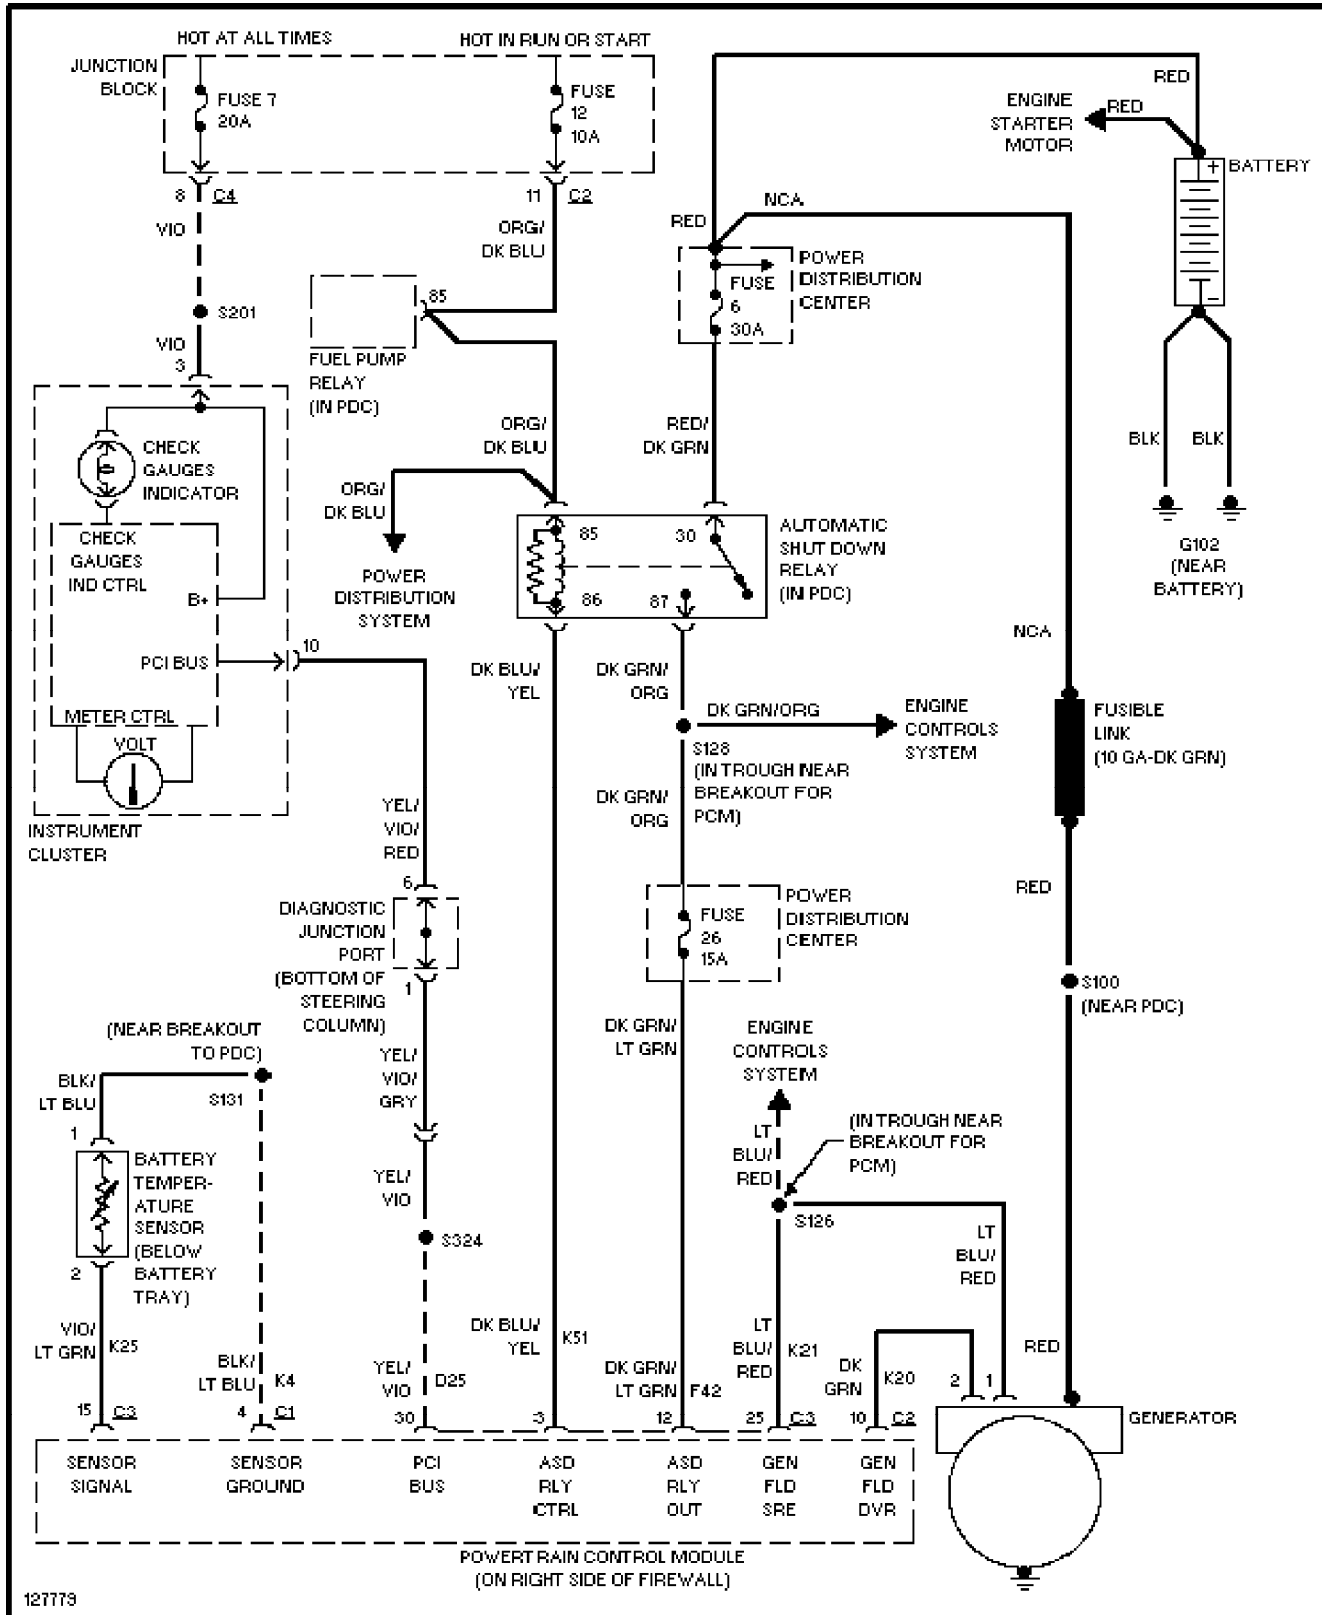 HOT AT ALL TIMES
HOT IN RUN OR START
JUNCTION
BLOCK
FUSE 7
20A
FUSE
12
10A
8
C4
11
C2
VIO
ORG/
DK BLU
S201
VIO
3
85
FUEL PUMP
RELAY
(IN PDC)
RED
ENGINE
STARTER
MOTOR
RED
BATTERY
+
-
NCA
RED
POWER
DISTRIBUTION
CENTER
FUSE
6
30A
BLK
BLK
G102
(NEAR
BATTERY)
ORG/
DK BLU
RED/
DK GRN
ORG/
DK BLU
POWER
DISTRIBUTION
SYSTEM
85
30
86
87
AUTOMATIC
SHUT DOWN
RELAY
(IN PDC)
CHECK
GAUGES
INDICATOR
CHECK
GAUGES
IND CTRL
B+
PCI BUS
10
METER CTRL
VOLT
INSTRUMENT
CLUSTER
DK BLU/
YEL
DK GRN/
ORG
DK GRN/ORG
ENGINE
CONTROLS
SYSTEM
S128
(IN TROUGH NEAR
BREAKOUT FOR
PCM)
DK GRN/
ORG
NCA
FUSIBLE
LINK
(10 GA-DK GRN)
RED
S100
(NEAR PDC)
YEL/
VIO/
RED
6
DIAGNOSTIC
JUNCTION
PORT
(BOTTOM OF
STEERING
COLUMN)
1
FUSE
26
15A
POWER
DISTRIBUTION
CENTER
DK GRN/
LT GRN
ENGINE
CONTROLS
SYSTEM
LT
BLU/
RED
(IN TROUGH NEAR
BREAKOUT FOR
PCM)
S126
LT
BLU/
RED
(NEAR BREAKOUT
TO PDC)
S131
BLK/
LT BLU
1
BATTERY
TEMPER-
ATURE
SENSOR
(BELOW
BATTERY
TRAY)
2
YEL/
VIO/
GRY
YEL/
VIO
S324
VIO/
LT GRN
K25
BLK/
LT BLU
K4
YEL/
VIO
D25
DK BLU/
YEL
K51
DK GRN/
LT GRN
F42
LT
BLU/
RED
K21
DK
GRN
K20
2
1
RED
GENERATOR
15
C3
4
C1
30
3
12
25
C3
10
C2
SENSOR
SIGNAL
SENSOR
GROUND
PCI
BUS
ASD
RLY
CTRL
ASD
RLY
OUT
GEN
FLD
SRE
GEN
FLD
DVR
POWERTRAIN CONTROL MODULE
(ON RIGHT SIDE OF FIREWALL)
127779